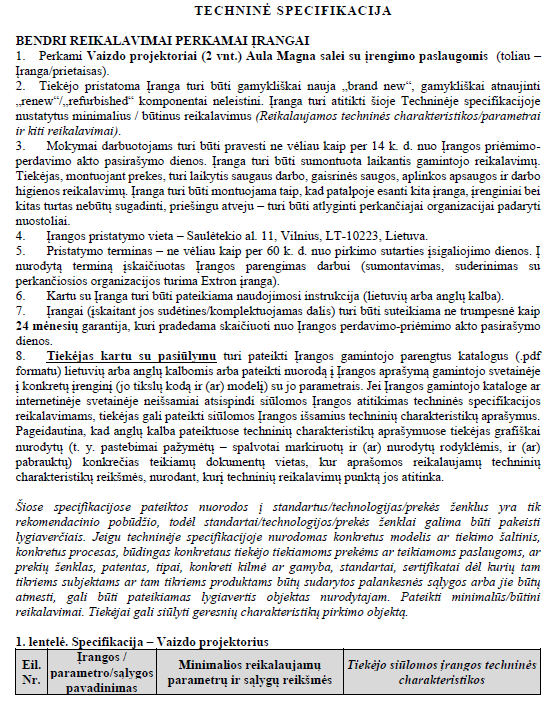 TECHNINĖ SPECIFIKACIJA
BENDRI REIKALAVIMAI PERKAMAI ĮRANGAI
1. Perkami Vaizdo projektoriai (2 vnt.) Aula Magna salei su įrengimo paslaugomis (toliau –
Įranga/prietaisas).
2. Tiekėjo pristatoma Įranga turi būti gamykliškai nauja „brand new“, gamykliškai atnaujinti
„renew“/„refurbished“ komponentai neleistini. Įranga turi atitikti šioje Techninėje specifikacijoje
nustatytus minimalius / būtinus reikalavimus (Reikalaujamos techninės charakteristikos/parametrai
ir kiti reikalavimai).
3. Mokymai darbuotojams turi būti pravesti ne vėliau kaip per 14 k. d. nuo Įrangos priėmimo-
perdavimo akto pasirašymo dienos. Įranga turi būti sumontuota laikantis gamintojo reikalavimų.
Tiekėjas, montuojant prekes, turi laikytis saugaus darbo, gaisrinės saugos, aplinkos apsaugos ir darbo
higienos reikalavimų. Įranga turi būti montuojama taip, kad patalpoje esanti kita įranga, įrenginiai bei
kitas turtas nebūtų sugadinti, priešingu atveju – turi būti atlyginti perkančiajai organizacijai padaryti
nuostoliai.
4. Įrangos pristatymo vieta – Saulėtekio al. 11, Vilnius, LT-10223, Lietuva.
5. Pristatymo terminas – ne vėliau kaip per 60 k. d. nuo pirkimo sutarties įsigaliojimo dienos. Į
nurodytą terminą įskaičiuotas Įrangos parengimas darbui (sumontavimas, suderinimas su
perkančiosios organizacijos turima Extron įranga).
6. Kartu su Įranga turi būti pateikiama naudojimosi instrukcija (lietuvių arba anglų kalba).
7. Įrangai (įskaitant jos sudėtines/komplektuojamas dalis) turi būti suteikiama ne trumpesnė kaip
24 mėnesių garantija, kuri pradedama skaičiuoti nuo Įrangos perdavimo-priėmimo akto pasirašymo
dienos.
8. Tiekėjas kartu su pasiūlymu turi pateikti Įrangos gamintojo parengtus katalogus (.pdf
formatu) lietuvių arba anglų kalbomis arba pateikti nuorodą į Įrangos aprašymą gamintojo svetainėje
į konkretų įrenginį (jo tikslų kodą ir (ar) modelį) su jo parametrais. Jei Įrangos gamintojo kataloge ar
internetinėje svetainėje neišsamiai atsispindi siūlomos Įrangos atitikimas techninės specifikacijos
reikalavimams, tiekėjas gali pateikti siūlomos Įrangos išsamius techninių charakteristikų aprašymus.
Pageidautina, kad anglų kalba pateiktuose techninių charakteristikų aprašymuose tiekėjas grafiškai
nurodytų (t. y. pastebimai pažymėtų – spalvotai markiruotų ir (ar) nurodytų rodyklėmis, ir (ar)
pabrauktų) konkrečias teikiamų dokumentų vietas, kur aprašomos reikalaujamų techninių
charakteristikų reikšmės, nurodant, kurį techninių reikalavimų punktą jos atitinka.
Šiose specifikacijose pateiktos nuorodos į standartus/technologijas/prekės ženklus yra tik
rekomendacinio pobūdžio, todėl standartai/technologijos/prekės ženklai galima būti pakeisti
lygiaverčiais. Jeigu techninėje specifikacijoje nurodomas konkretus modelis ar tiekimo šaltinis,
konkretus procesas, būdingas konkretaus tiekėjo tiekiamoms prekėms ar teikiamoms paslaugoms, ar
prekių ženklas, patentas, tipai, konkreti kilmė ar gamyba, standartai, sertifikatai dėl kurių tam
tikriems subjektams ar tam tikriems produktams būtų sudarytos palankesnės sąlygos arba jie būtų
atmesti, gali būti pateikiamas lygiavertis objektas nurodytajam. Pateikti minimalūs/būtini
reikalavimai. Tiekėjai gali siūlyti geresnių charakteristikų pirkimo objektą.
1. lentelė. Specifikacija – Vaizdo projektorius
Eil. Nr.
Įrangos / parametro/sąlygos pavadinimas
Minimalios reikalaujamų parametrų ir sąlygų reikšmės
Tiekėjo siūlomos įrangos techninės charakteristikos